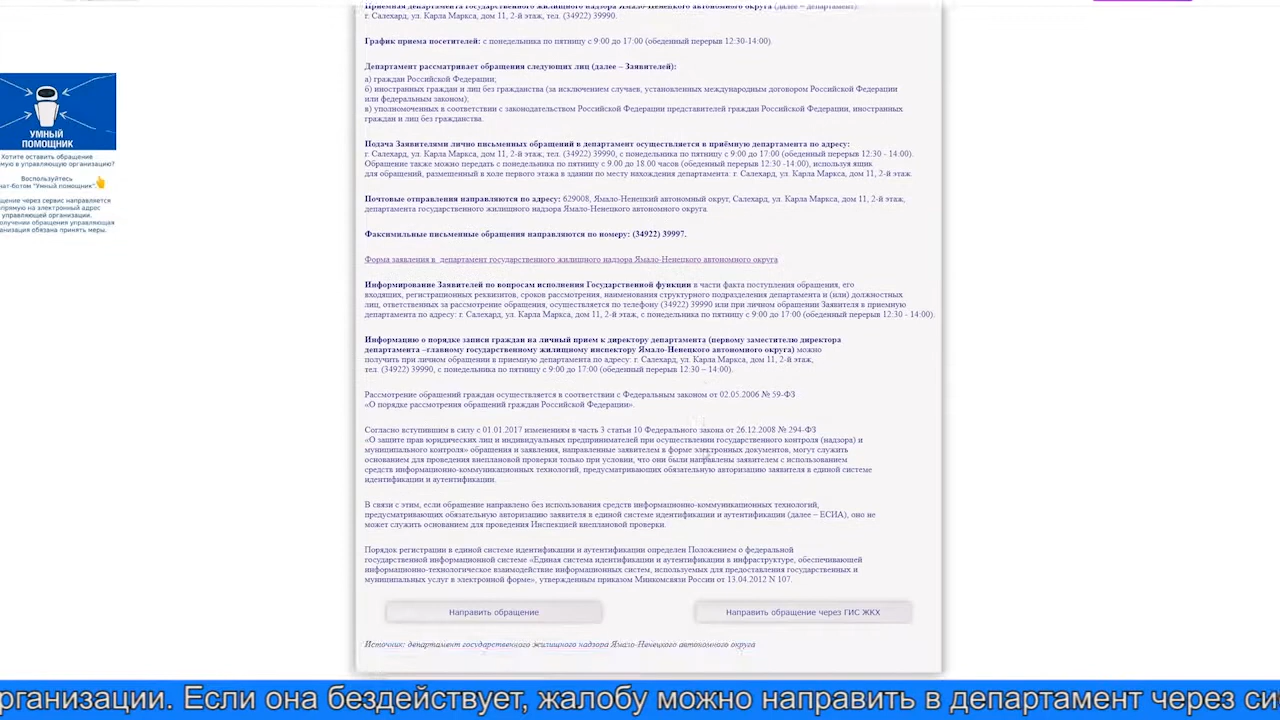 Приемная департамента государственного жилищного надзора Ямало-Ненецкого автономного округа (далее – департамент):
г. Салехард, ул. Карла Маркса, дом 11, 2-й этаж, тел. (34922) 39990.
График приема посетителей: с понедельника по пятницу с 9:00 до 17:00 (обеденный перерыв 12:30-14:00).
Департамент рассматривает обращения следующих лиц (далее – Заявителей):
а) граждан Российской Федерации;
б) иностранных граждан и лиц без гражданства (за исключением случаев, установленных международным договором Российской Федерации
или федеральным законом);
в) уполномоченных в соответствии с законодательством Российской Федерации представителей граждан Российской Федерации, иностранных
граждан и лиц без гражданства.
Подача Заявителями лично письменных обращений в департамент осуществляется в приёмную департамента по адресу:
г. Салехард, ул. Карла Маркса, дом 11, 2-й этаж, тел. (34922) 39990, с понедельника по пятницу с 9:00 до 17:00 (обеденный перерыв 12:30 - 14:00).
Обращение также можно передать с понедельника по пятницу с 9.00 до 18.00 часов (обеденный перерыв 12:30 -14:00), используя ящик
для обращений, размещенный в холе первого этажа в здании по месту нахождения департамента: г. Салехард, ул. Карла Маркса, дом 11, 2-й этаж.
Почтовые отправления направляются по адресу: 629008, Ямало-Ненецкий автономный округ, Салехард, ул. Карла Маркса, дом 11, 2-й этаж,
департамента государственного жилищного надзора Ямало-Ненецкого автономного округа.
Факсимильные письменные обращения направляются по номеру: (34922) 39997.
Форма заявления в департамент государственного жилищного надзора Ямало-Ненецкого автономного округа
Информирование Заявителей по вопросам исполнения Государственной функции в части факта поступления обращения, его
входящих, регистрационных реквизитов, сроков рассмотрения, наименования структурного подразделения департамента и (или) должностных
лиц, ответственных за рассмотрение обращения, осуществляется по телефону (34922) 39990 или при личном обращении Заявителя в приемную
департамента по адресу: г. Салехард, ул. Карла Маркса, дом 11, 2-й этаж, с понедельника по пятницу с 9:00 до 17:00 (обеденный перерыв 12:30 - 14:00).
Информацию о порядке записи граждан на личный прием к директору департамента (первому заместителю директора
департамента –главному государственному жилищному инспектору Ямало-Ненецкого автономного округа) можно
получить при личном обращении в приемную департамента по адресу: г. Салехард, ул. Карла Маркса, дом 11, 2-й этаж,
тел. (34922) 39990, с понедельника по пятницу с 9:00 до 17:00 (обеденный перерыв 12:30 – 14:00).
Рассмотрение обращений граждан осуществляется в соответствии с Федеральным законом от 02.05.2006 № 59-ФЗ
«О порядке рассмотрения обращений граждан Российской Федерации».
Согласно вступившим в силу с 01.01.2017 изменениям в часть 3 статьи 10 Федерального закона от 26.12.2008 № 294-ФЗ
«О защите прав юридических лиц и индивидуальных предпринимателей при осуществлении государственного контроля (надзора) и
муниципального контроля» обращения и заявления, направленные заявителем в форме электронных документов, могут служить
основанием для проведения внеплановой проверки только при условии, что они были направлены заявителем с использованием
средств информационно-коммуникационных технологий, предусматривающих обязательную авторизацию заявителя в единой системе
идентификации и аутентификации.
В связи с этим, если обращение направлено без использования средств информационно-коммуникационных технологий,
предусматривающих обязательную авторизацию заявителя в единой системе идентификации и аутентификации (далее – ЕСИА), оно не
может служить основанием для проведения Инспекцией внеплановой проверки.
Порядок регистрации в единой системе идентификации и аутентификации определен Положением о федеральной
государственной информационной системе «Единая система идентификации и аутентификации в инфраструктуре, обеспечивающей
информационно-технологическое взаимодействие информационных систем, используемых для предоставления государственных и
муниципальных услуг в электронной форме», утвержденным приказом Минкомсвязи России от 13.04.2012 N 107.
Направить обращение
Направить обращение через ГИС ЖКХ
Источник: департамент государственного жилищного надзора Ямало-Ненецкого автономного округа
УМНЫЙ
ПОМОЩНИК
Хотите оставить обращение
мую в управляющую организацию?
Воспользуйтесь
чат-ботом "Умный помощник".
щение через сервис направляется
прямую на электронный адрес
управляющей организации.
получении обращения управляющая
анизация обязана принять меры.
рганизации. Если она бездействует, жалобу можно направить в департамент через си